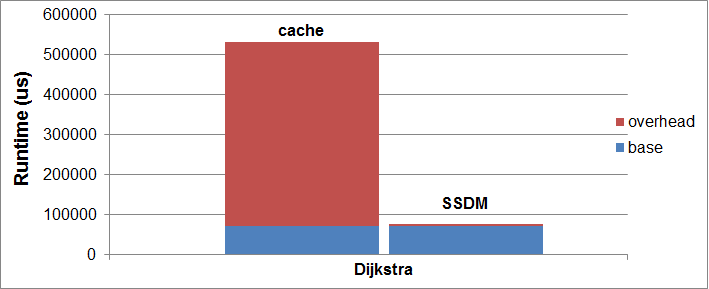 600000
500000
400000
300000
200000
100000
0
Runtime (us)
cache
SSDM
Dijkstra
overhead
base